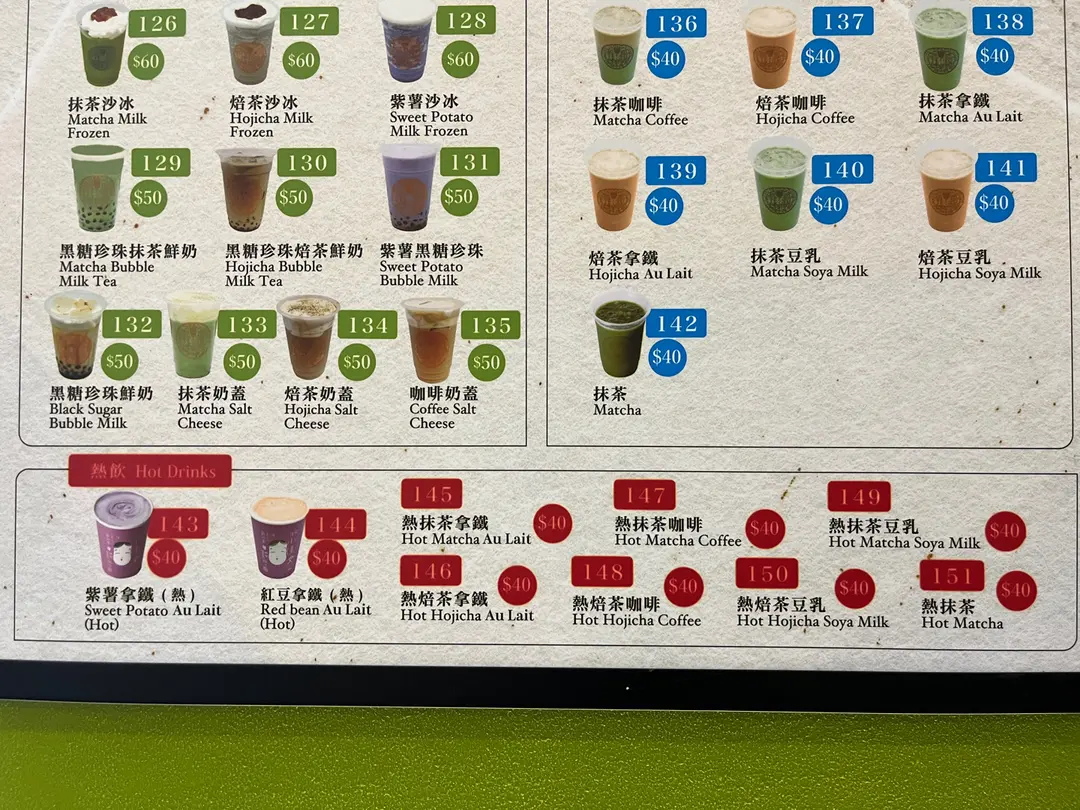 126
$60
抹茶沙冰
Matcha Milk
Frozen
127
$60
焙茶沙冰
Hojicha Milk
Frozen
128
$60
紫薯沙冰
Sweet Potato
Milk Frozen
129
$50
黑糖珍珠抹茶鮮奶
Matcha Bubble
Milk Tea
130
$50
黑糖珍珠焙茶鮮奶
Hojicha Bubble
Milk Tea
131
$50
紫薯黑糖珍珠
Sweet Potato
Bubble Milk
132
$50
黑糖珍珠鮮奶
Black Sugar
Bubble Milk
133
$50
抹茶奶蓋
Matcha Salt
Cheese
134
$50
焙茶奶蓋
Hojicha Salt
Cheese
135
$50
咖啡奶蓋
Coffee Salt
Cheese
136
$40
抹茶咖啡
Matcha Coffee
137
$40
焙茶咖啡
Hojicha Coffee
138
$40
抹茶拿鐵
Matcha Au Lait
139
$40
焙茶拿鐵
Hojicha Au Lait
140
$40
抹茶豆乳
Matcha Soya Milk
141
$40
焙茶豆乳
Hojicha Soya Milk
142
$40
抹茶
Matcha
熱飲 Hot Drinks
143
$40
紫薯拿鐵 (熱)
Sweet Potato Au Lait
(Hot)
144
$40
紅豆拿鐵 (熱)
Red bean Au Lait
(Hot)
145
$40
熱抹茶拿鐵
Hot Matcha Au Lait
146
$40
熱焙茶拿鐵
Hot Hojicha Au Lait
147
$40
熱抹茶咖啡
Hot Matcha Coffee
148
$40
熱焙茶咖啡
Hot Hojicha Coffee
149
$40
熱抹茶豆乳
Hot Matcha Soya Milk
150
$40
熱焙茶豆乳
Hot Hojicha Soya Milk
151
$40
熱抹茶
Hot Matcha